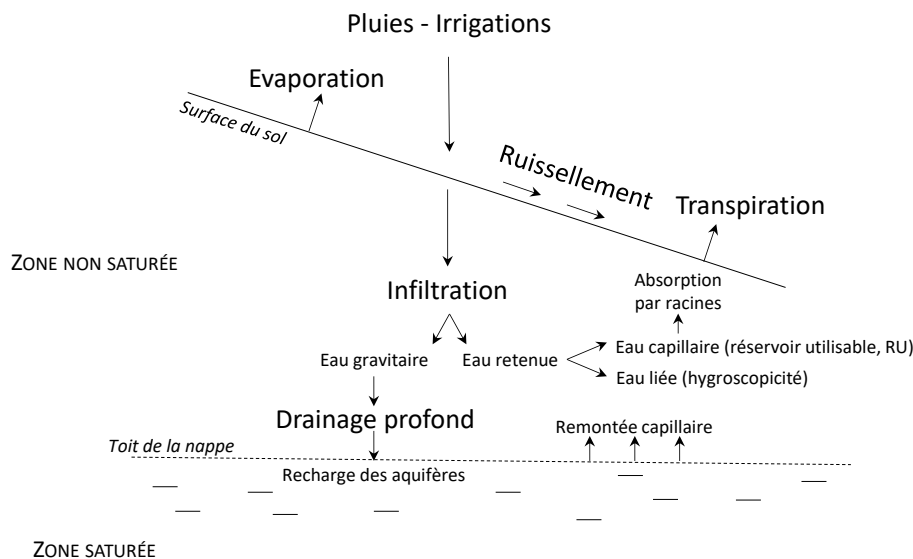 Pluies - Irrigations
Evaporation
Surface du sol
Ruissellement
Transpiration
ZONE NON SATURÉE
Absorption
par racines
Infiltration
Eau gravitaire
Eau retenue
Eau capillaire (réservoir utilisable, RU)
Eau liée (hygroscopicité)
Drainage profond
Remontée capillaire
Toit de la nappe
Recharge des aquifères
ZONE SATURÉE